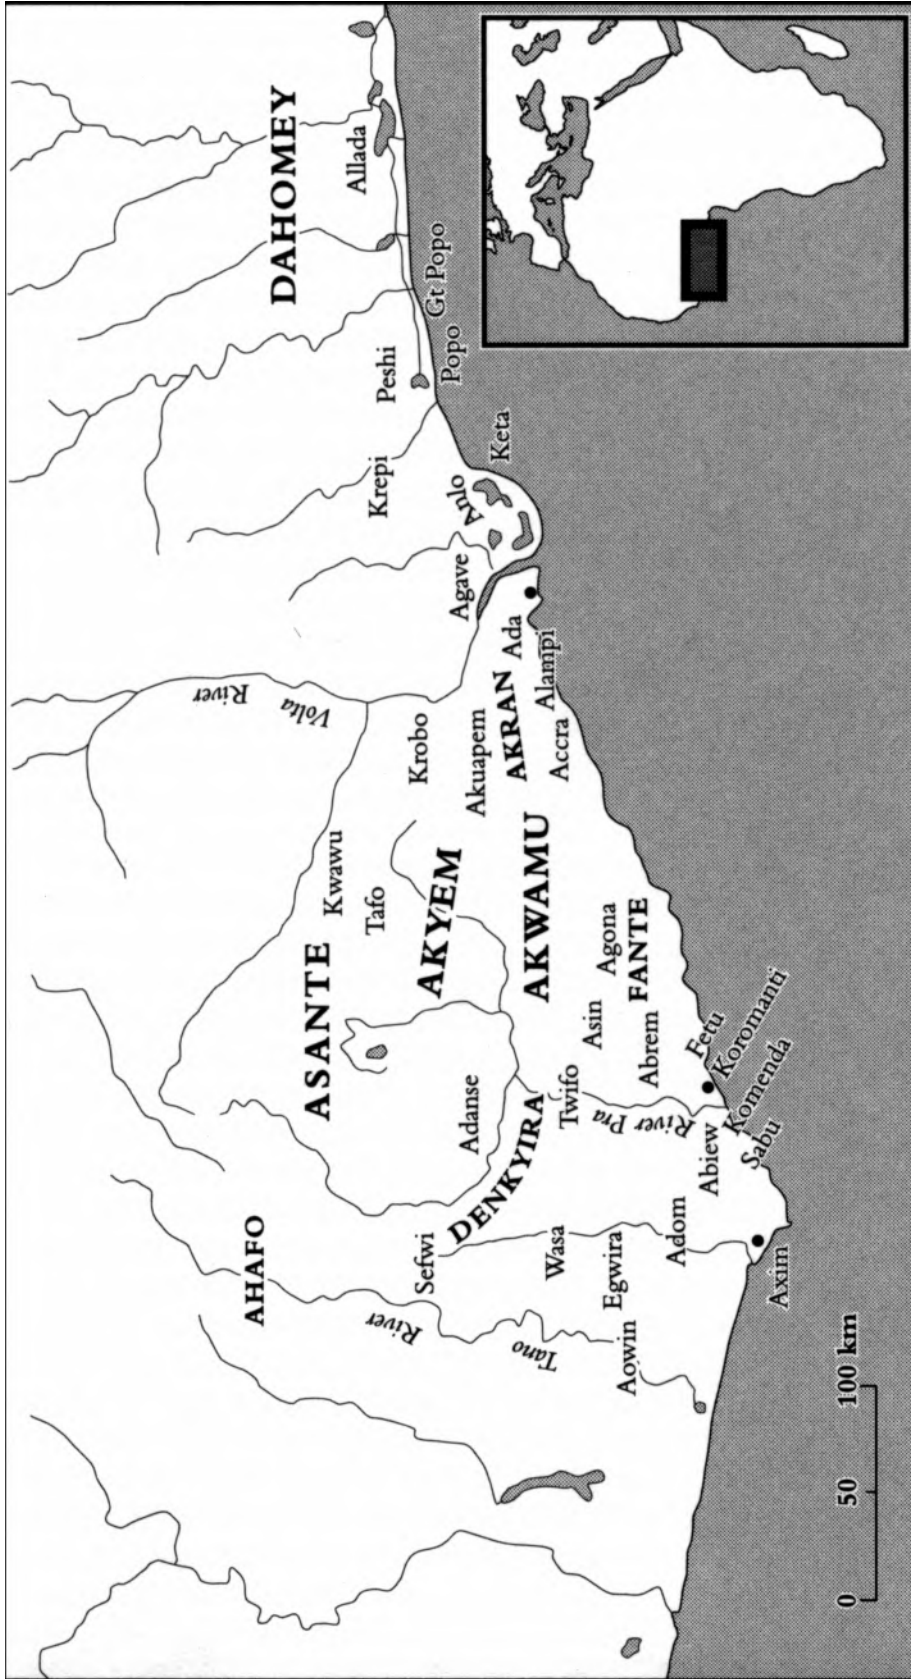 DAHOMEY
Allada
Gt Popo
Popo
Peshi
Krepi
Keta
Anlo
Agave
River
Volta
Ada
Alampi
AKRAN
Accra
Akuapem
Krobo
Kwawu
Tafo
AKYEM
ASANTE
AKWAMU
Agona
FANTE
Asin
Abrem
Fetu
Koromanti
Komenda
Sabu
Abiew
River Pra
Twifo
Adanse
DENKYIRA
AHAFO
Sefwi
Wasa
Egwira
Adom
Axim
River
Tano
Aowin
0
50
100 km